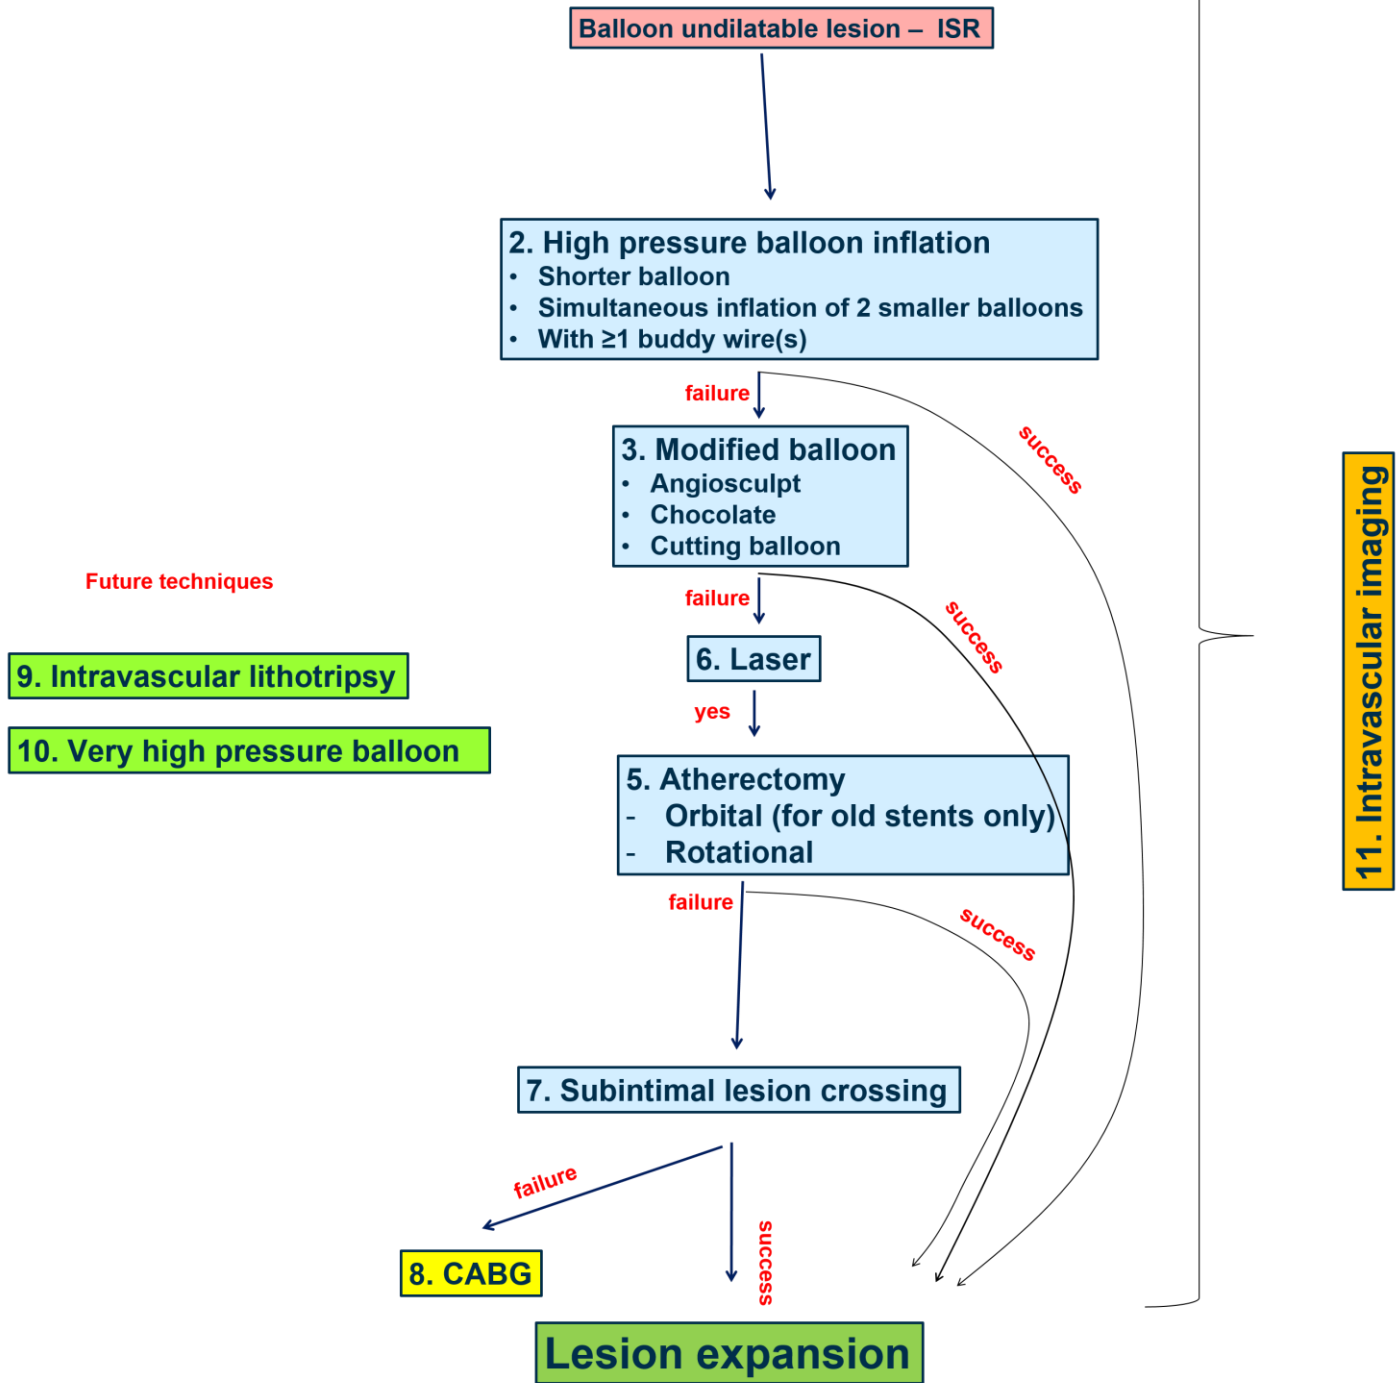 Balloon undilatable lesion – ISR
2. High pressure balloon inflation
• Shorter balloon
• Simultaneous inflation of 2 smaller balloons
• With ≥1 buddy wire(s)
failure
success
3. Modified balloon
• Angiosculpt
• Chocolate
• Cutting balloon
failure
success
Future techniques
6. Laser
9. Intravascular lithotripsy
yes
10. Very high pressure balloon
5. Atherectomy
- Orbital (for old stents only)
- Rotational
failure
success
11. Intravascular imaging
7. Subintimal lesion crossing
failure
success
8. CABG
Lesion expansion